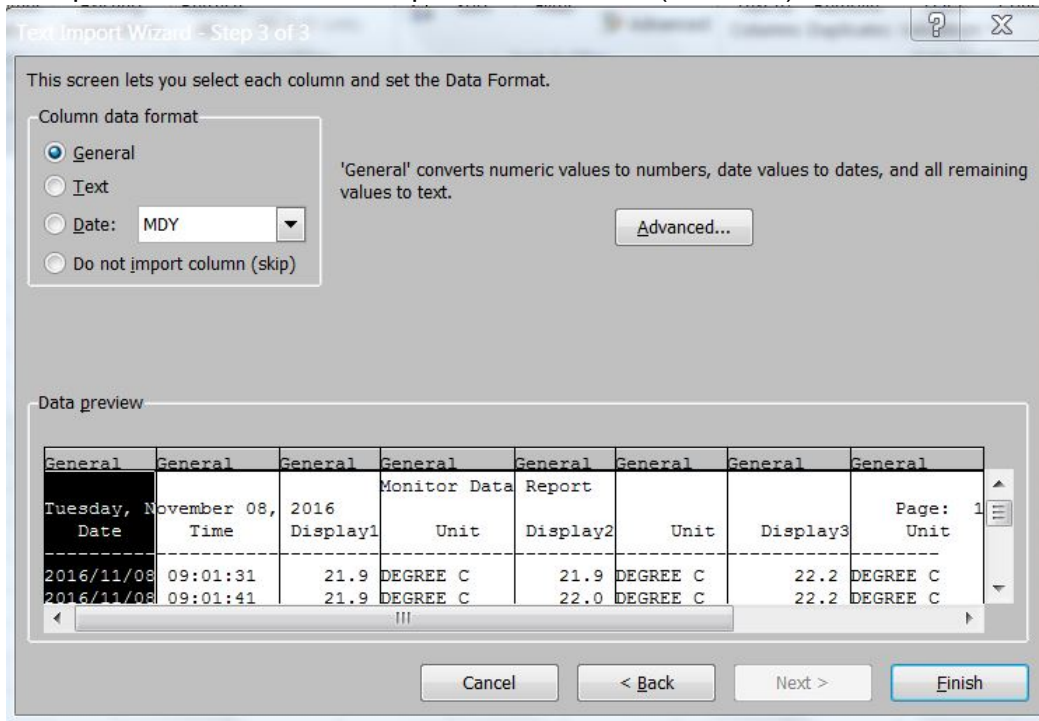 Text Import Wizard - Step 3 of 3
This screen lets you select each column and set the Data Format.
Column data format
General
Text
Date: MDY
Do not import column (skip)
'General' converts numeric values to numbers, date values to dates, and all remaining
values to text.
Advanced...
Data preview
General General General General General General General General
Monitor Data Report
Tuesday, November 08, 2016 Page: 1
Date Time Display1 Unit Display2 Unit Display3 Unit
2016/11/08 09:01:31 21.9 DEGREE C 21.9 DEGREE C 22.2 DEGREE C
2016/11/08 09:01:41 21.9 DEGREE C 22.0 DEGREE C 22.2 DEGREE C
Cancel < Back Next > Finish